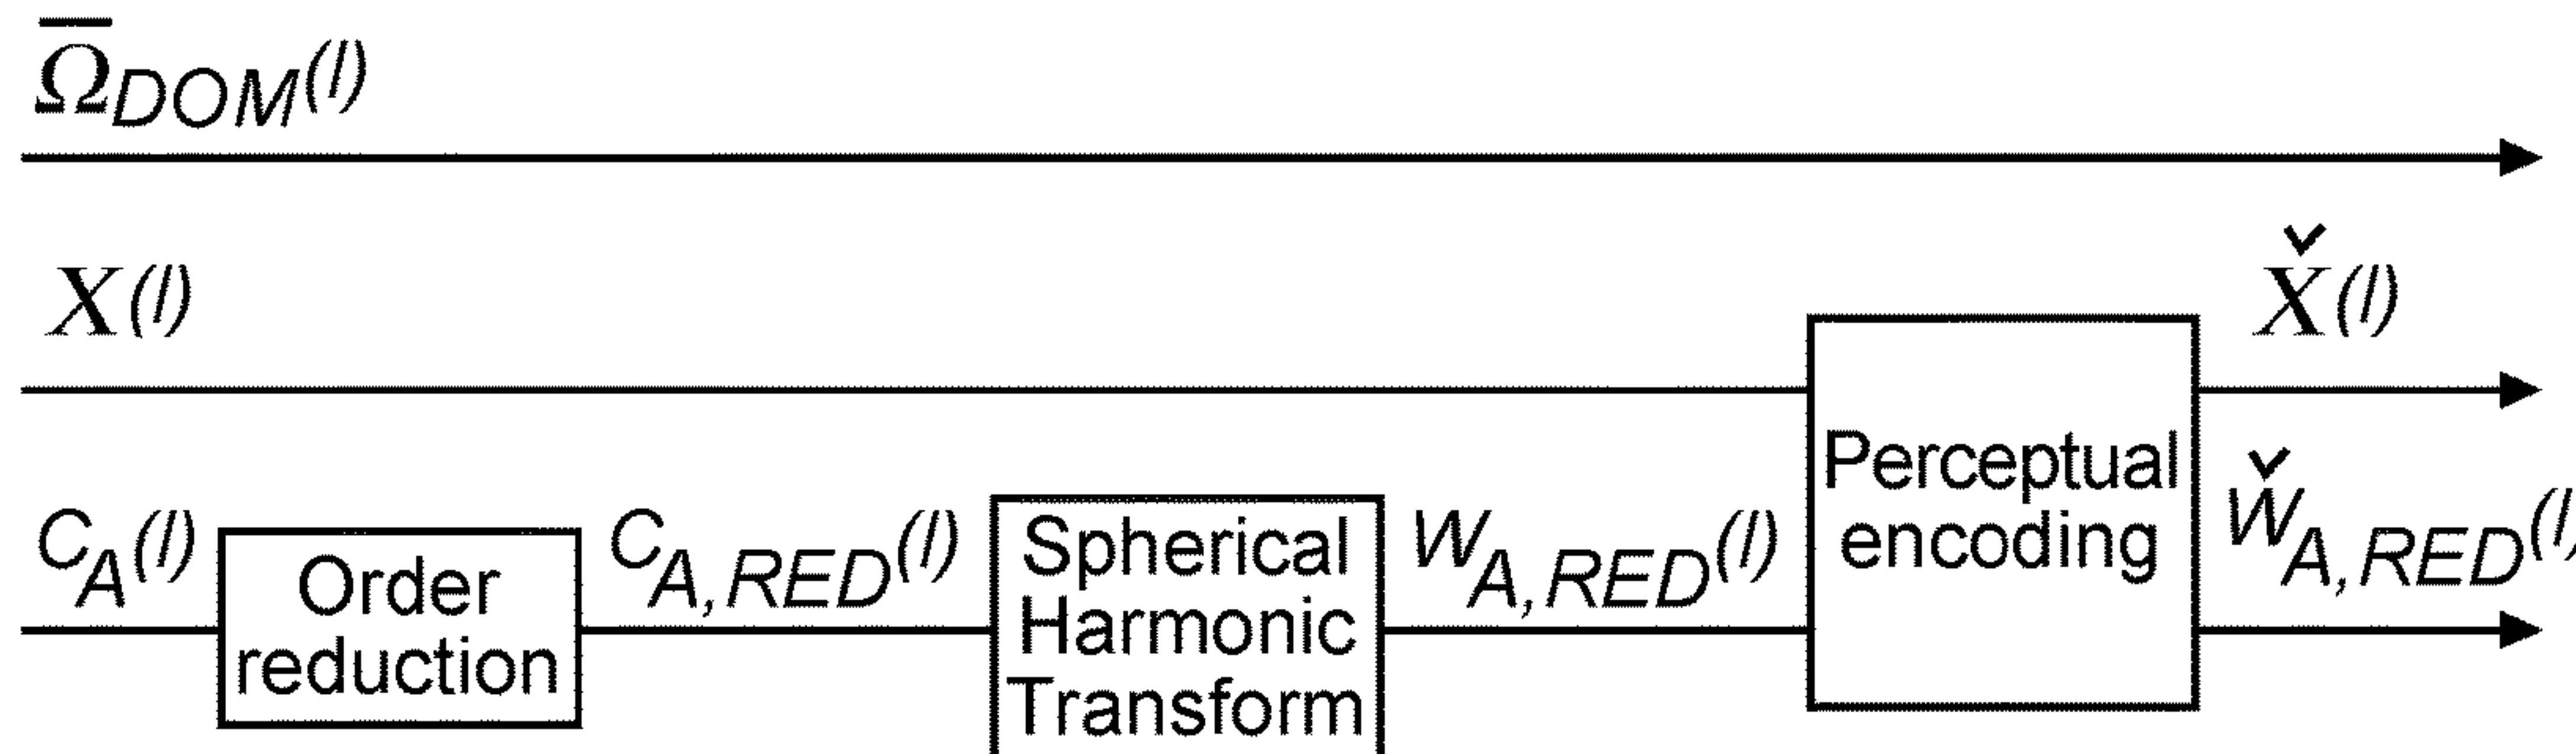 Ω̅DOM(l)
X(l)
X̌(l)
CA(l)
Order
reduction
CA,RED(l)
Spherical
Harmonic
Transform
WA,RED(l)
Perceptual
encoding
W̌A,RED(l)